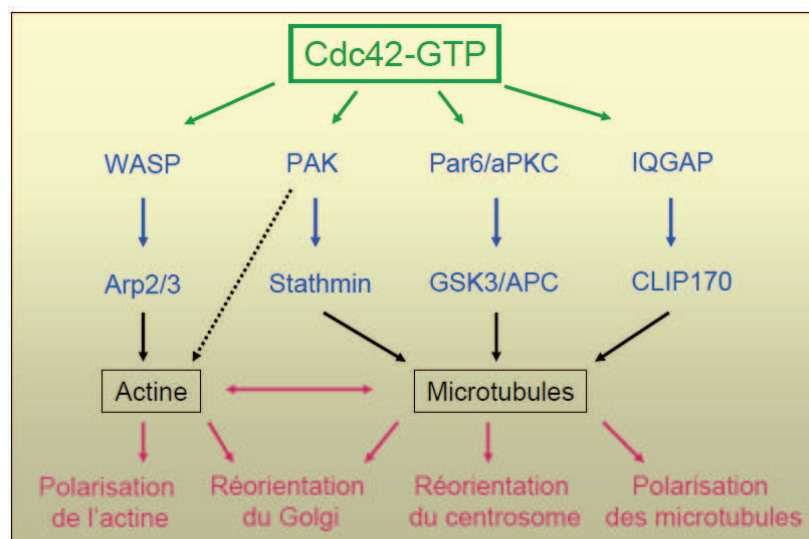 Cdc42-GTP
WASP PAK Par6/aPKC IQGAP
Arp2/3 Stathmin GSK3/APC CLIP170
Actine Microtubules
Polarisation Réorientation Réorientation Polarisation
de l'actine du Golgi du centrosome des microtubules